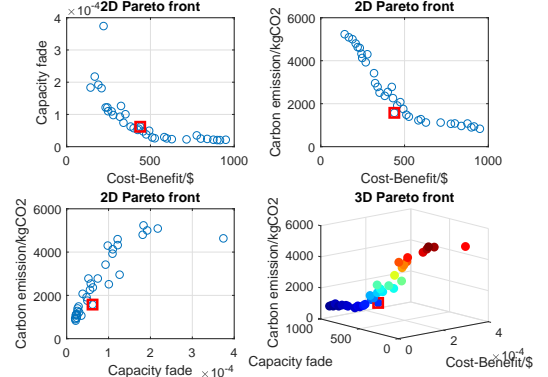 ×10⁻⁴ 2D Pareto front
4
3
2
1
0
Capacity fade
0 500 1000
Cost-Benefit/$
2D Pareto front
6000
4000
2000
0
Carbon emission/kgCO2
0 500 1000
Cost-Benefit/$
2D Pareto front
6000
4000
2000
0
Carbon emission/kgCO2
0 1 2 3 4
Capacity fade ×10⁻⁴
3D Pareto front
6000
4000
2000
0
Carbon emission/kgCO2
1000 500 0
Capacity fade
0 2 4
×10⁻⁴
Cost-Benefit/$